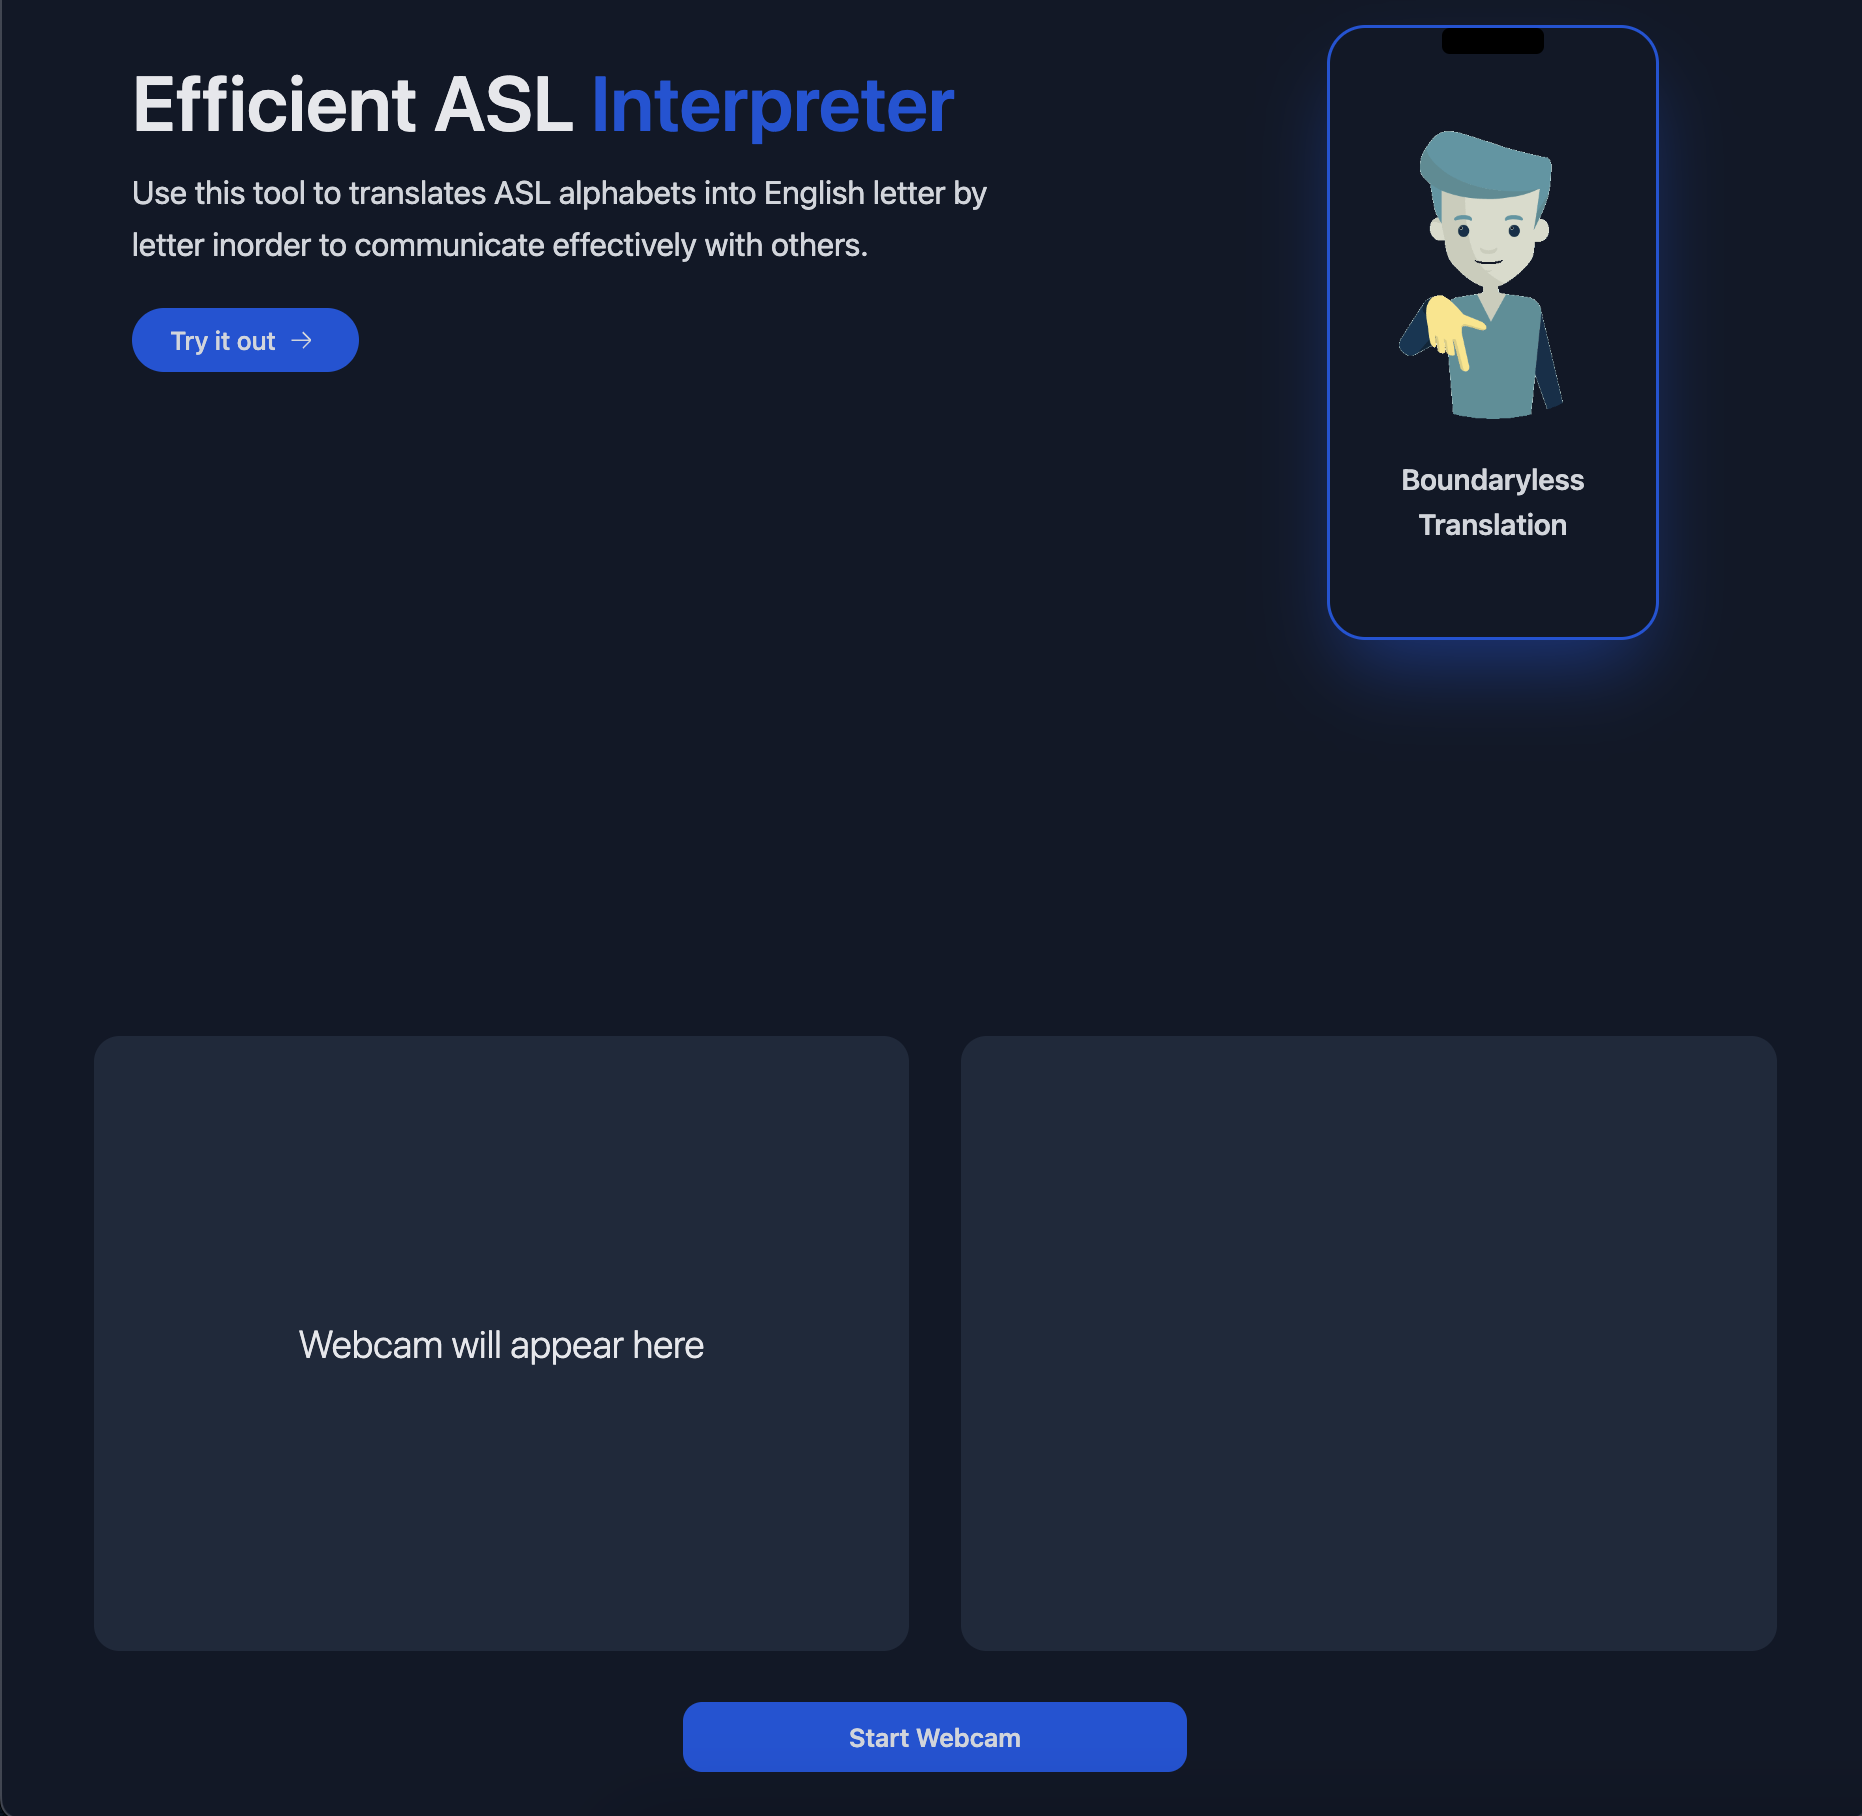 Efficient ASL Interpreter
Use this tool to translates ASL alphabets into English letter by
letter inorder to communicate effectively with others.
Try it out →
Boundaryless
Translation
Webcam will appear here
Start Webcam